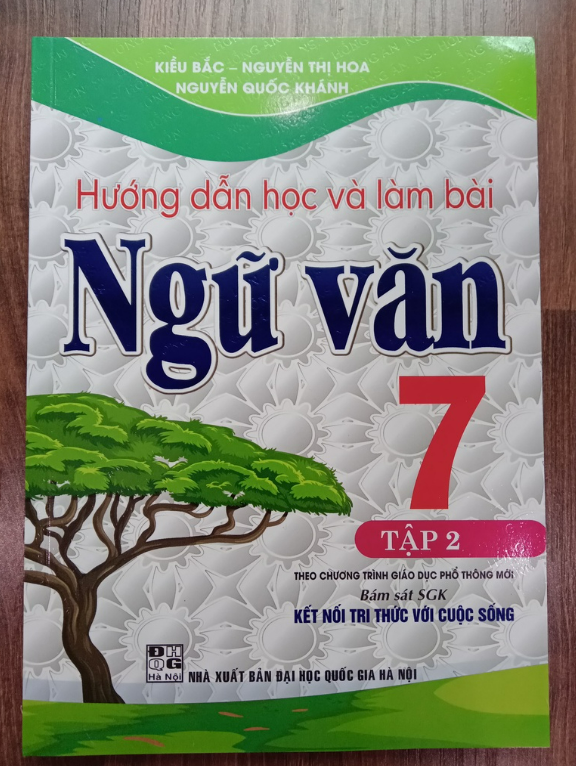 KIỀU BẮC – NGUYỄN THỊ HOA
NGUYỄN QUỐC KHÁNH
Hướng dẫn học và làm bài
Ngữ văn
7
TẬP 2
THEO CHƯƠNG TRÌNH GIÁO DỤC PHỔ THÔNG MỚI
Bám sát SGK
KẾT NỐI TRI THỨC VỚI CUỘC SỐNG
ĐH
QG
Hà Nội
NHÀ XUẤT BẢN ĐẠI HỌC QUỐC GIA HÀ NỘI